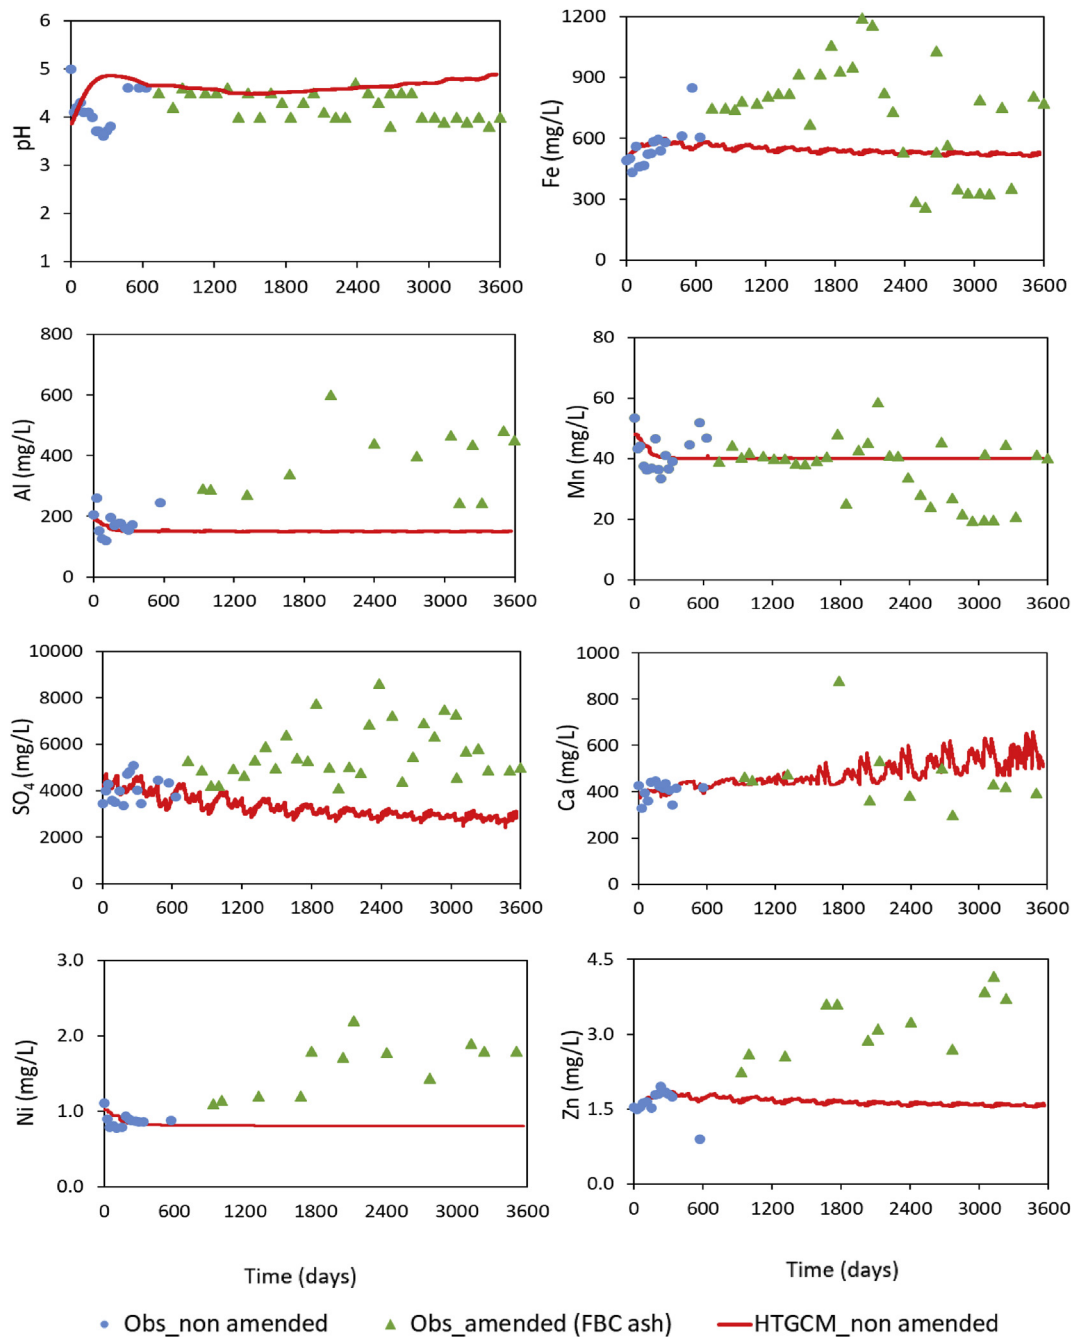 6
5
4
3
2
1
pH
0 600 1200 1800 2400 3000 3600
1200
900
600
300
0
Fe (mg/L)
0 600 1200 1800 2400 3000 3600
800
600
400
200
0
Al (mg/L)
0 600 1200 1800 2400 3000 3600
80
60
40
20
0
Mn (mg/L)
0 600 1200 1800 2400 3000 3600
10000
8000
6000
4000
2000
0
SO4 (mg/L)
0 600 1200 1800 2400 3000 3600
1000
800
600
400
200
0
Ca (mg/L)
0 600 1200 1800 2400 3000 3600
3.0
2.0
1.0
0.0
Ni (mg/L)
0 600 1200 1800 2400 3000 3600
4.5
3.0
1.5
0.0
Zn (mg/L)
0 600 1200 1800 2400 3000 3600
Time (days)
Time (days)
Obs_non amended Obs_amended (FBC ash) HTGCM_non amended